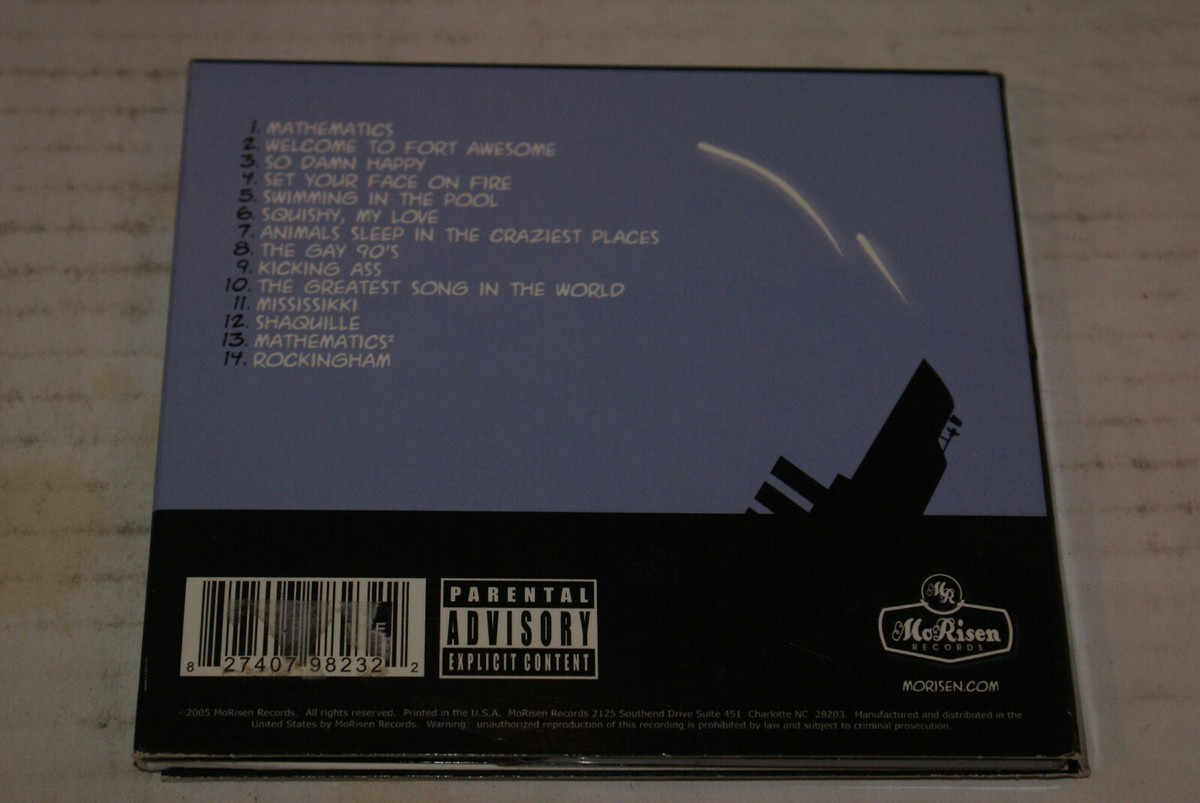 1. MATHEMATICS
2. WELCOME TO FORT AWESOME
3. SO DAMN HAPPY
4. SET YOUR FACE ON FIRE
5. SWIMMING IN THE POOL
6. SQUISHY, MY LOVE
7. ANIMALS SLEEP IN THE CRAZIEST PLACES
8. THE GAY 90'S
9. KICKING ASS
10. THE GREATEST SONG IN THE WORLD
11. MISSISSIKKI
12. SHAQUILLE
13. MATHEMATICS²
14. ROCKINGHAM
8 27407 98232 2
PARENTAL
ADVISORY
EXPLICIT CONTENT
MR
MoRisen
RECORDS
MORISEN.COM
©2005 MoRisen Records. All rights reserved. Printed in the U.S.A. MoRisen Records 2125 Southend Drive Suite 451 Charlotte NC 28203. Manufactured and distributed in the
United States by MoRisen Records. Warning: unauthorized reproduction of this recording is prohibited by law and subject to criminal prosecution.